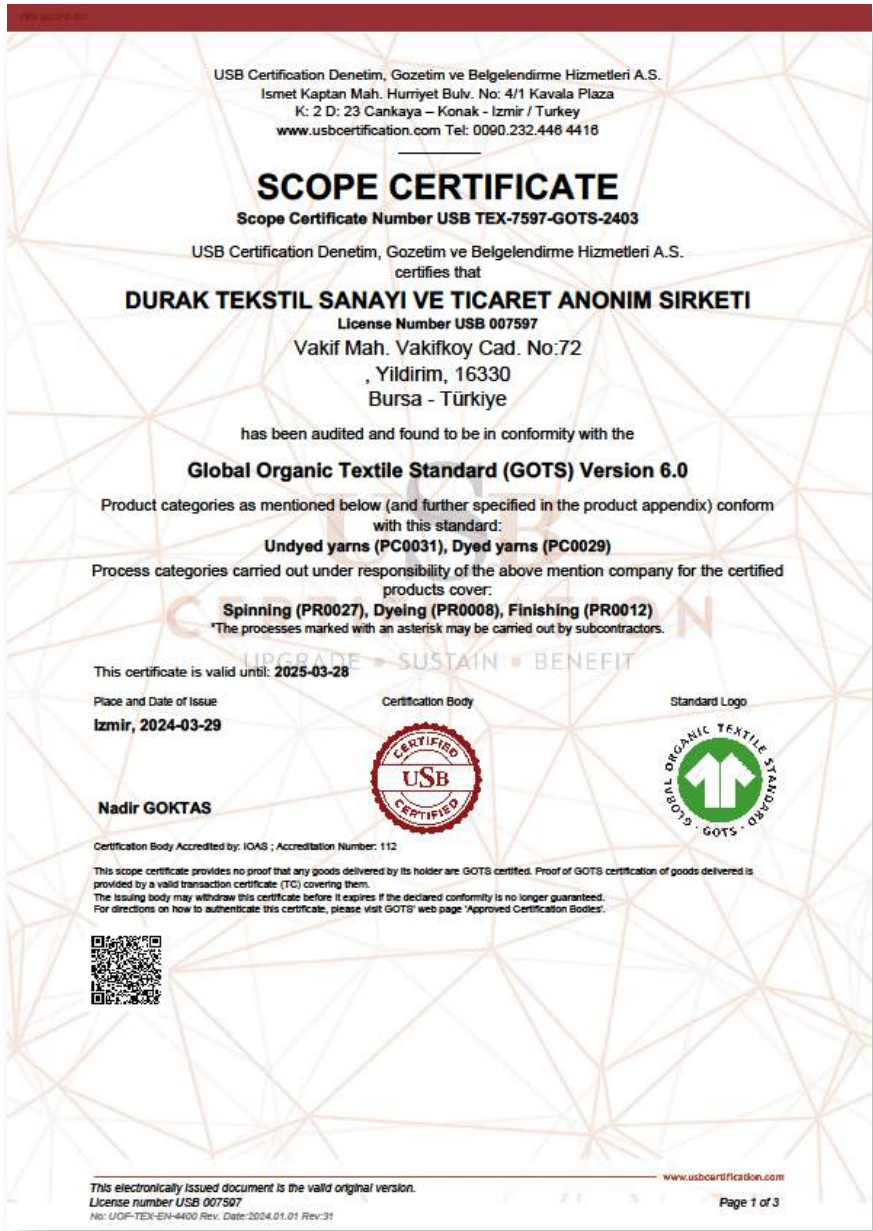 USB Certification Denetim, Gozetim ve Belgelendirme Hizmetleri A.S.
Ismet Kaptan Mah. Hurriyet Bulv. No: 4/1 Kavala Plaza
K: 2 D: 23 Cankaya – Konak - Izmir / Turkey
www.usbcertification.com Tel: 0090.232.446 4416
SCOPE CERTIFICATE
Scope Certificate Number USB TEX-7597-GOTS-2403
USB Certification Denetim, Gozetim ve Belgelendirme Hizmetleri A.S.
certifies that
DURAK TEKSTIL SANAYI VE TICARET ANONIM SIRKETI
License Number USB 007597
Vakif Mah. Vakifkoy Cad. No:72
, Yildirim, 16330
Bursa - Türkiye
has been audited and found to be in conformity with the
Global Organic Textile Standard (GOTS) Version 6.0
Product categories as mentioned below (and further specified in the product appendix) conform
with this standard:
Undyed yarns (PC0031), Dyed yarns (PC0029)
Process categories carried out under responsibility of the above mention company for the certified
products cover:
Spinning (PR0027), Dyeing (PR0008), Finishing (PR0012)
*The processes marked with an asterisk may be carried out by subcontractors.
USB
CERTIFICATION
UPGRADE • SUSTAIN • BENEFIT
This certificate is valid until: 2025-03-28
Place and Date of Issue
Izmir, 2024-03-29
Certification Body
CERTIFIED
USB
CERTIFIED
Standard Logo
GLOBAL ORGANIC TEXTILE STANDARD · GOTS ·
Nadir GOKTAS
Certification Body Accredited by: IOAS ; Accreditation Number: 112
This scope certificate provides no proof that any goods delivered by its holder are GOTS certified. Proof of GOTS certification of goods delivered is
provided by a valid transaction certificate (TC) covering them.
The issuing body may withdraw this certificate before it expires if the declared conformity is no longer guaranteed.
For directions on how to authenticate this certificate, please visit GOTS' web page 'Approved Certification Bodies'.
www.usbcertification.com
This electronically issued document is the valid original version.
License number USB 007597
Page 1 of 3
No: UOF-TEX-EN-4400 Rev. Date:2024.01.01 Rev:31